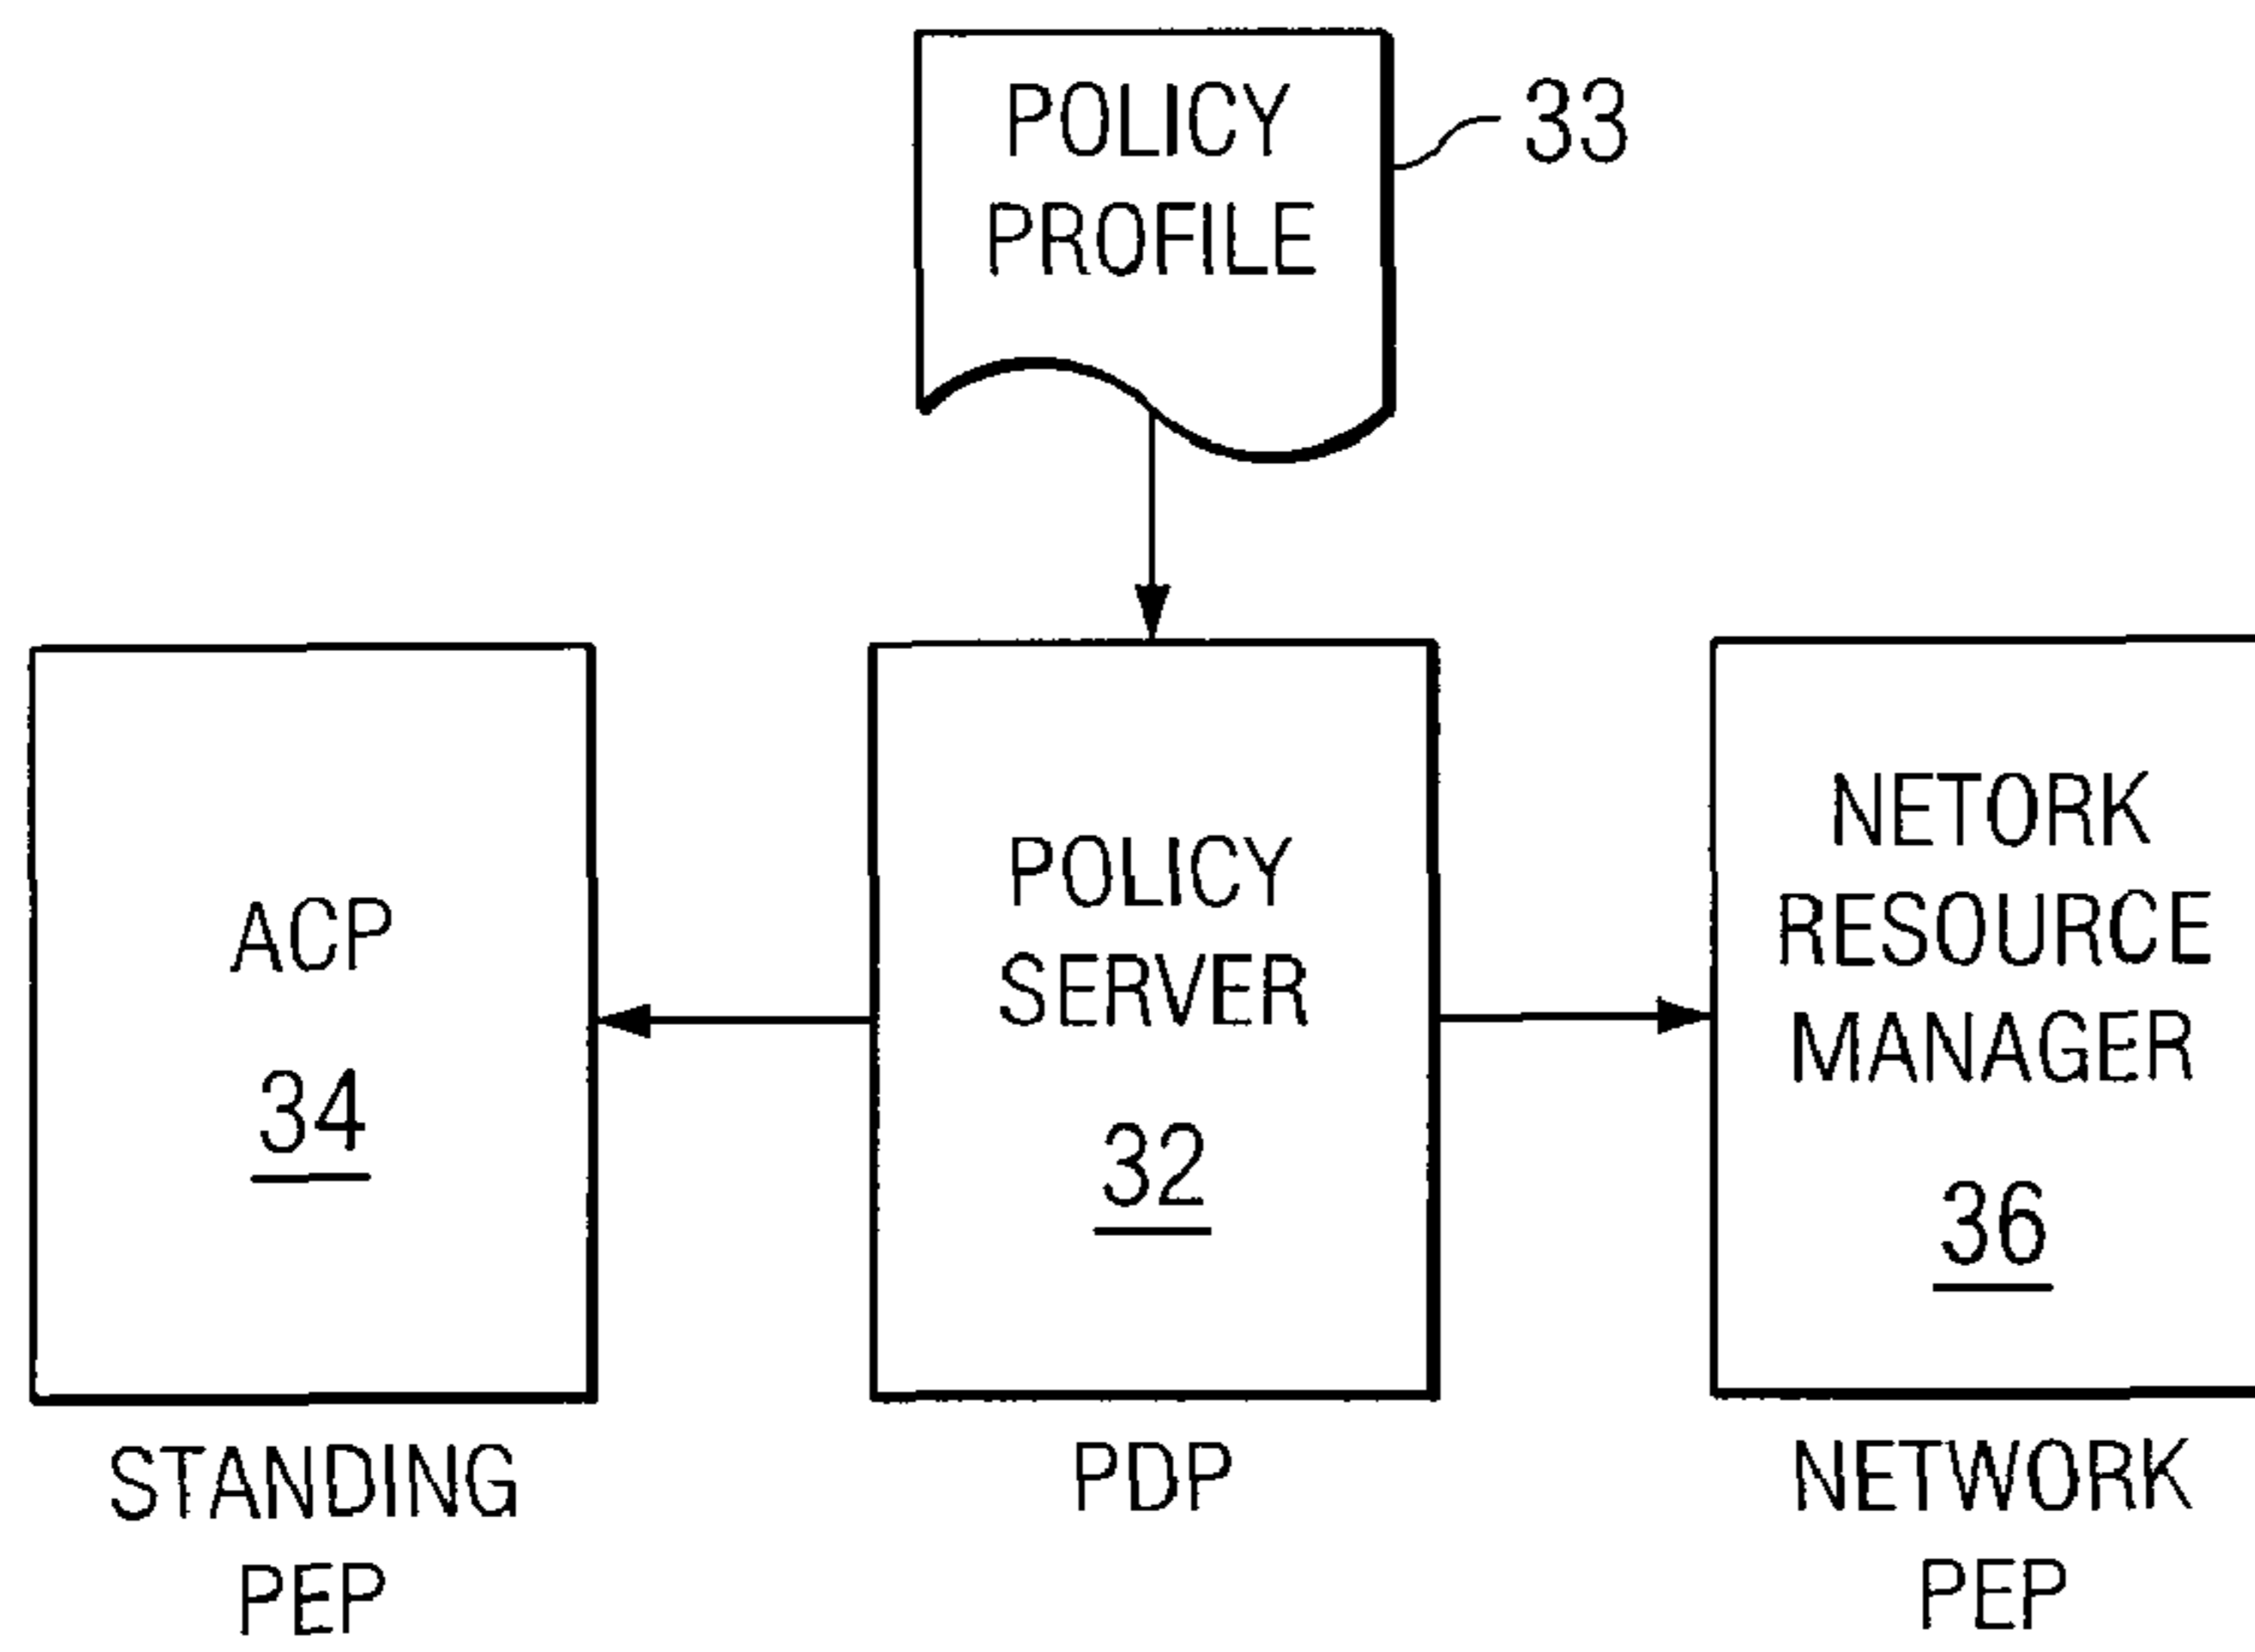 POLICY
PROFILE
33
ACP
34
POLICY
SERVER
32
NETORK
RESOURCE
MANAGER
36
STANDING
PEP
PDP
NETWORK
PEP